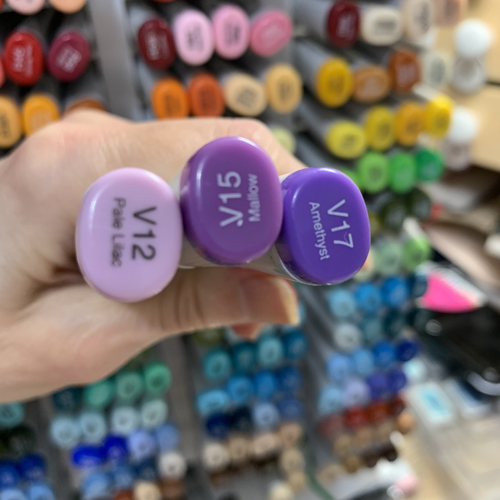 V12
Pale Lilac
V15
Mallow
V17
Amethyst